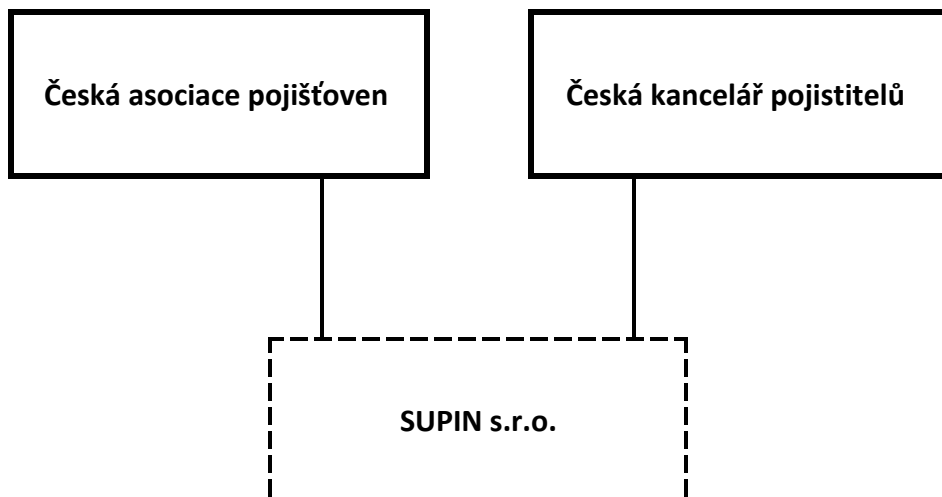 Česká asociace pojišťoven
Česká kancelář pojistitelů
SUPIN s.r.o.